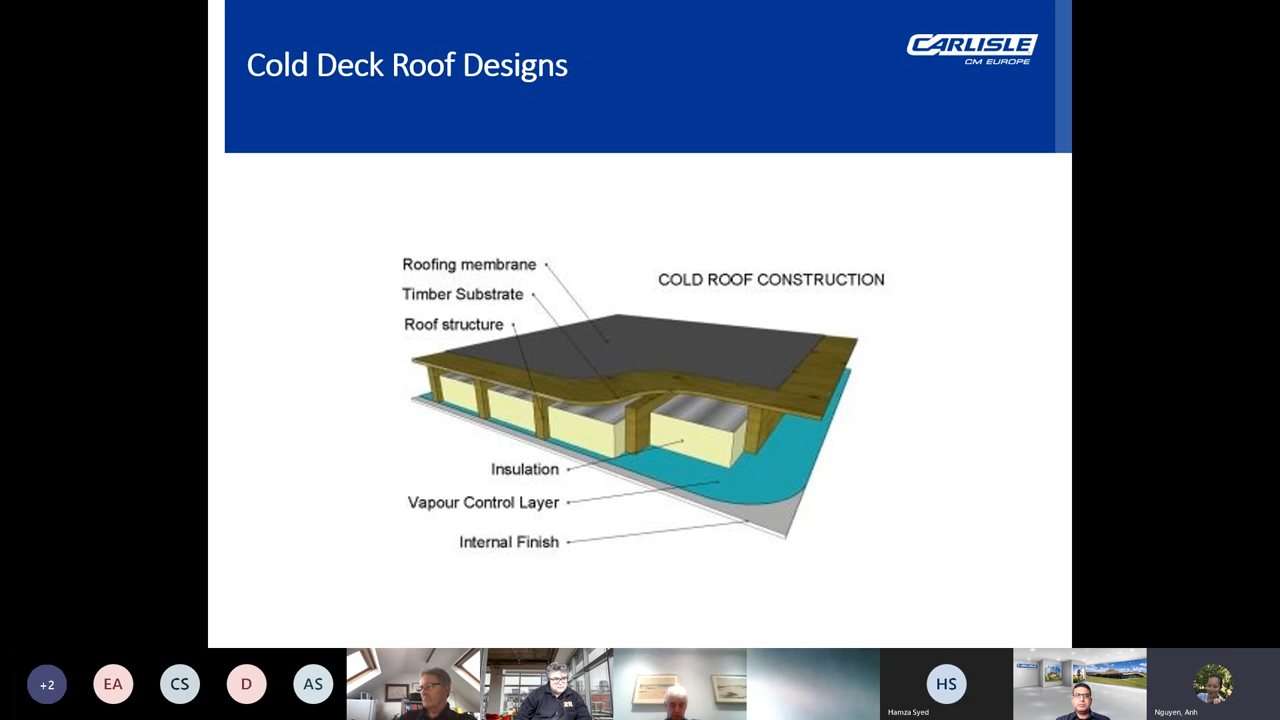 Cold Deck Roof Designs
CARLISLE
CM EUROPE
Roofing membrane
COLD ROOF CONSTRUCTION
Timber Substrate
Roof structure
Insulation
Vapour Control Layer
Internal Finish
+2
EA
CS
D
AS
HS
Hamza Syed
CARLISLE
Nguyen, Anh